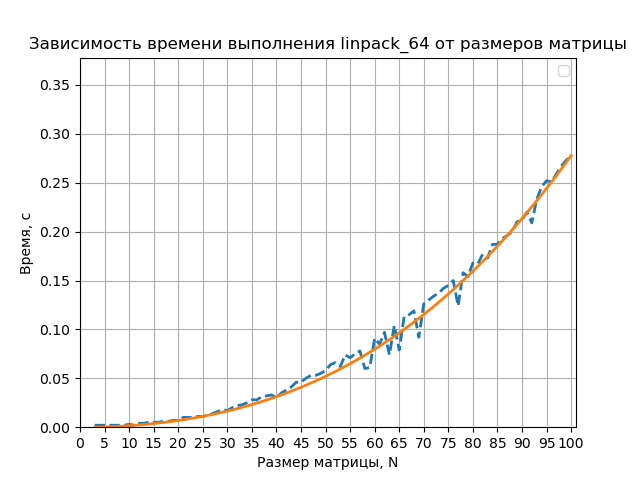 Зависимость времени выполнения linpack_64 от размеров матрицы
0.35
0.30
0.25
0.20
0.15
0.10
0.05
0.00
Время, с
0 5 10 15 20 25 30 35 40 45 50 55 60 65 70 75 80 85 90 95 100
Размер матрицы, N